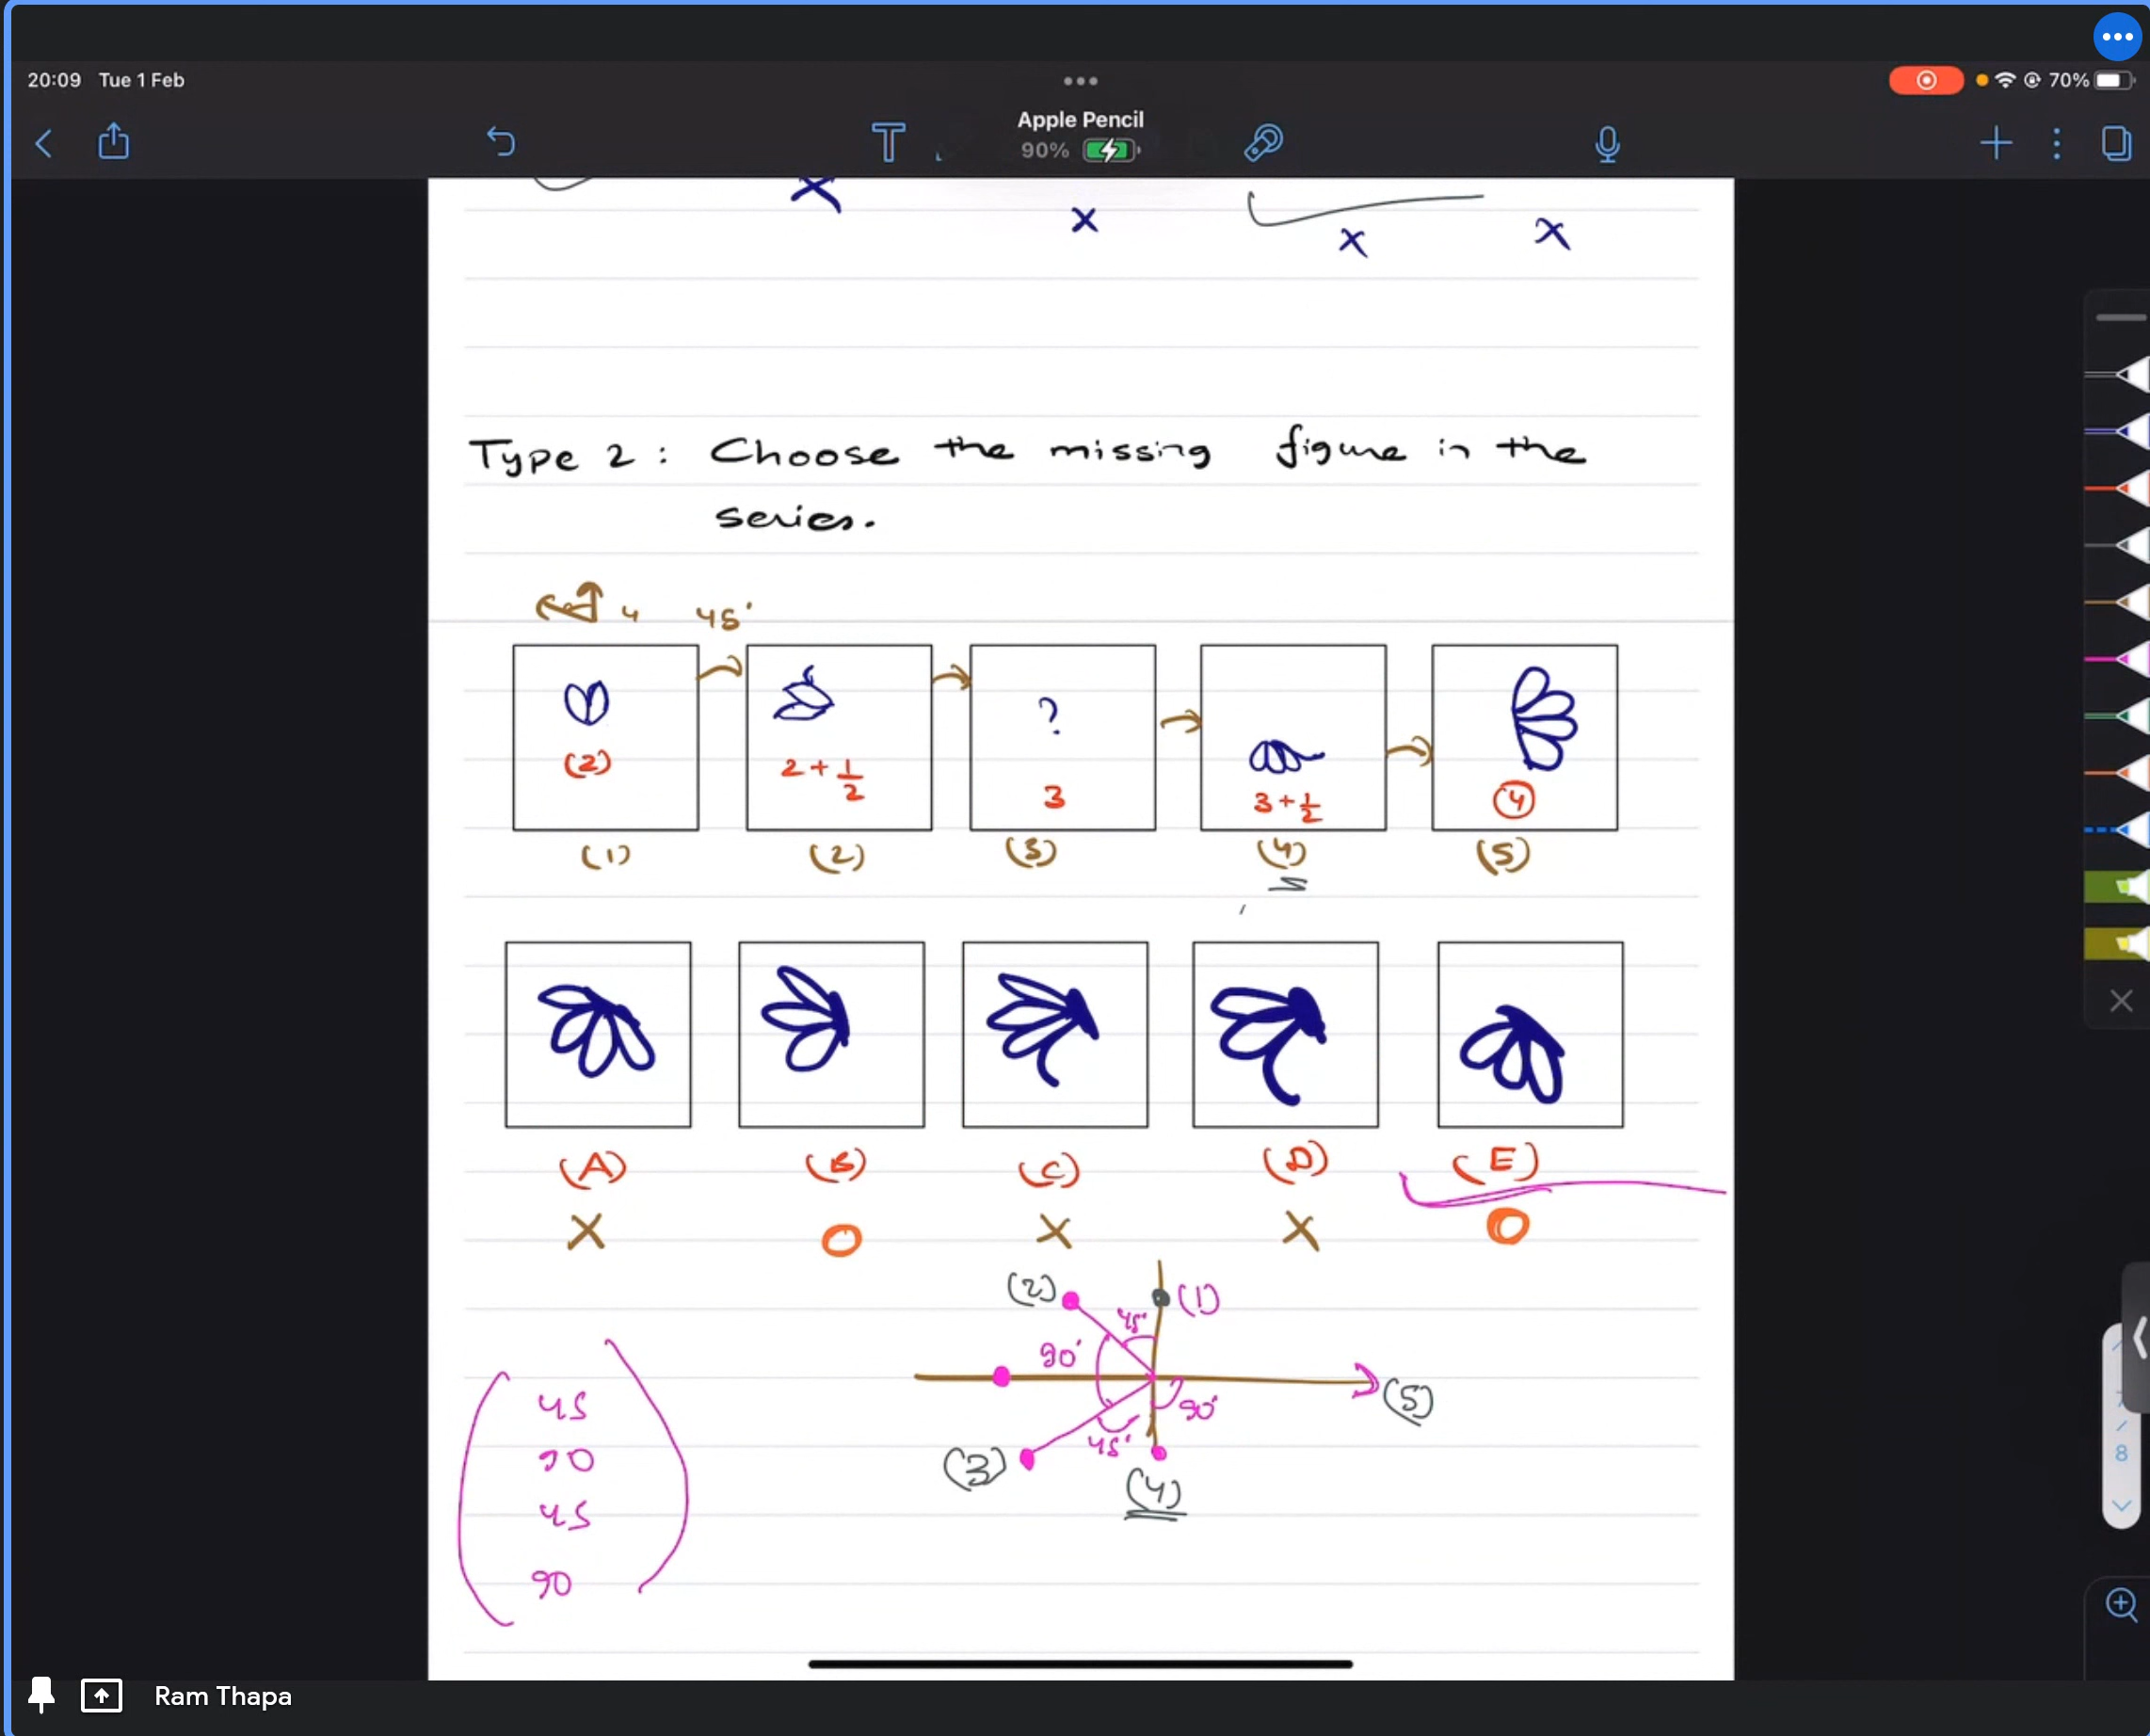 20:09 Tue 1 Feb
70%
Apple Pencil
90%
T
x
x
x
x
Type 2 : Choose the missing figure in the
series.
4 45°
?
(2) 2 + 1/2 3 3 + 1/2 4
(1) (2) (3) (4) (5)
(A) (B) (C) (D) (E)
X O X X O
(2) (1)
45°
90°
(5)
90°
45°
(3)
(4)
45
90
45
90
8
Ram Thapa